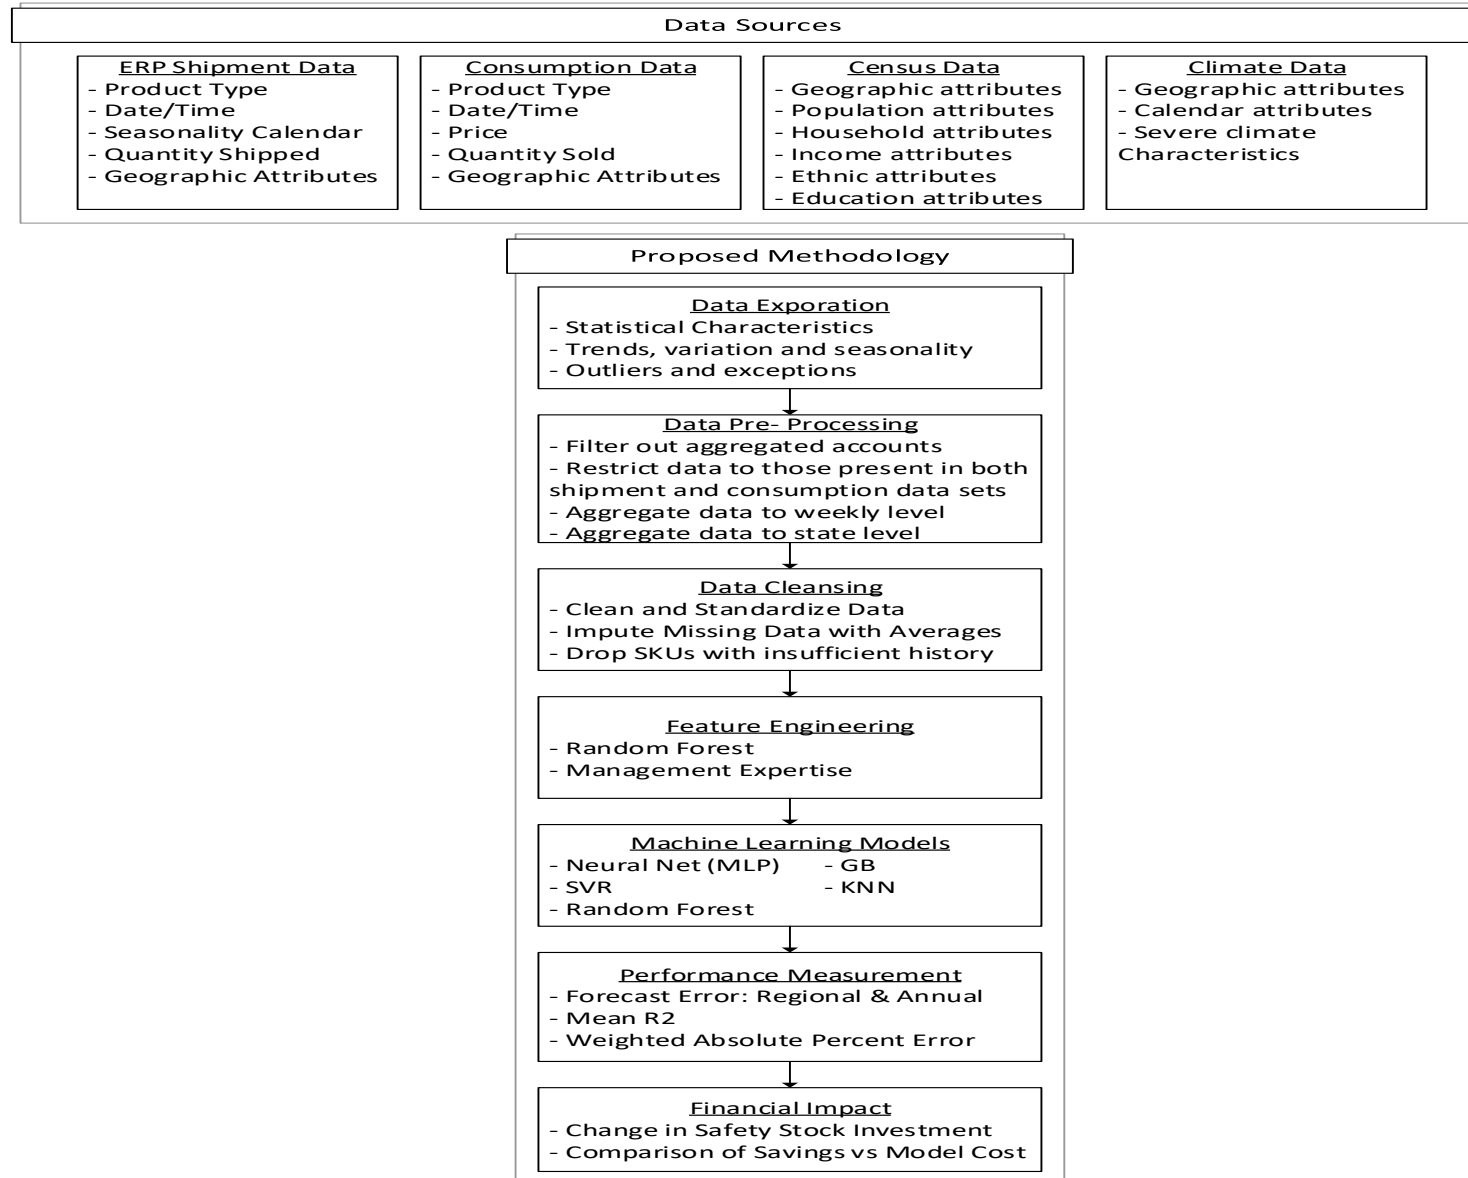 Data Sources
ERP Shipment Data
- Product Type
- Date/Time
- Seasonality Calendar
- Quantity Shipped
- Geographic Attributes
Consumption Data
- Product Type
- Date/Time
- Price
- Quantity Sold
- Geographic Attributes
Census Data
- Geographic attributes
- Population attributes
- Household attributes
- Income attributes
- Ethnic attributes
- Education attributes
Climate Data
- Geographic attributes
- Calendar attributes
- Severe climate
Characteristics
Proposed Methodology
Data Exporation
- Statistical Characteristics
- Trends, variation and seasonality
- Outliers and exceptions
Data Pre- Processing
- Filter out aggregated accounts
- Restrict data to those present in both
shipment and consumption data sets
- Aggregate data to weekly level
- Aggregate data to state level
Data Cleansing
- Clean and Standardize Data
- Impute Missing Data with Averages
- Drop SKUs with insufficient history
Feature Engineering
- Random Forest
- Management Expertise
Machine Learning Models
- Neural Net (MLP) - GB
- SVR - KNN
- Random Forest
Performance Measurement
- Forecast Error: Regional & Annual
- Mean R2
- Weighted Absolute Percent Error
Financial Impact
- Change in Safety Stock Investment
- Comparison of Savings vs Model Cost